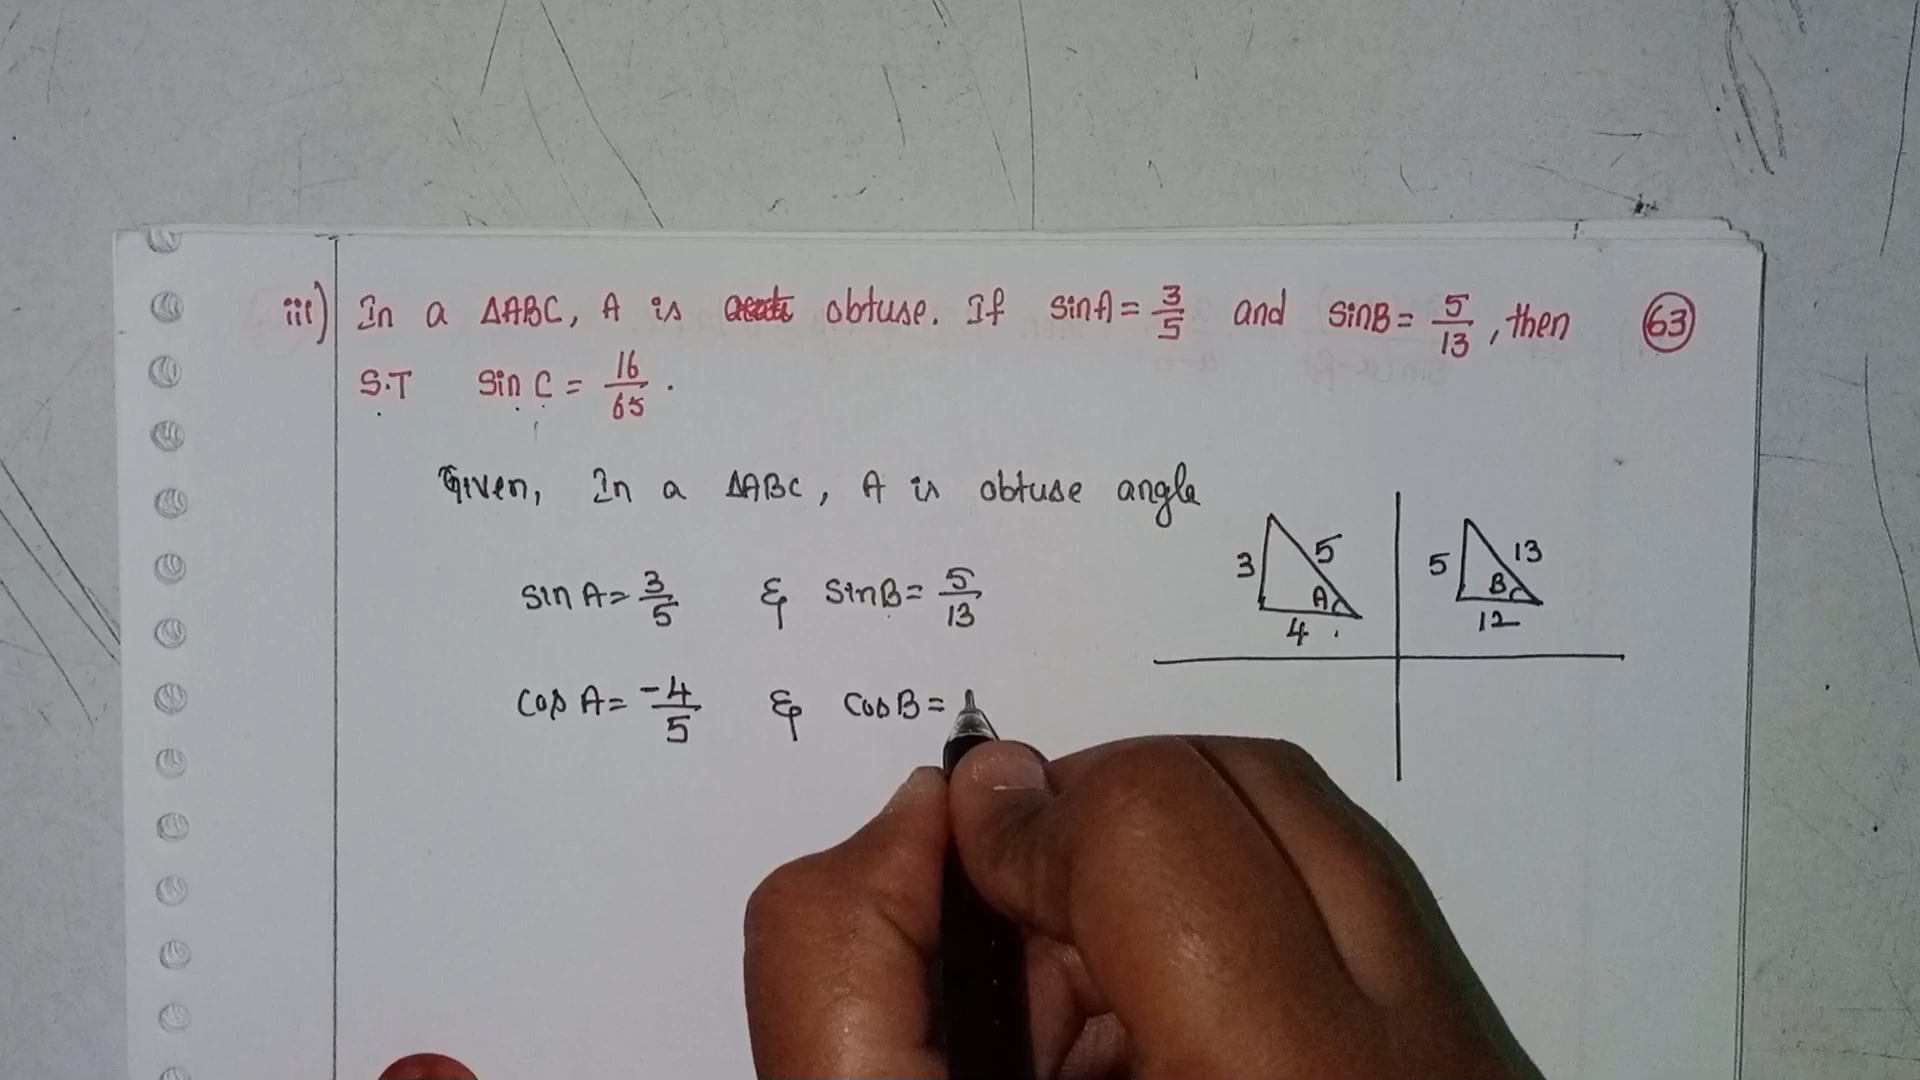 iii) In a ΔABC, A is obtuse. If sinA = 3/5 and sinB = 5/13, then 63
S.T Sin C = 16/65.
Given, In a ΔABC, A is obtuse angle
sin A = 3/5 & sinB = 5/13
3 5 A 4
5 13 B 12
cos A = -4/5 & cosB =